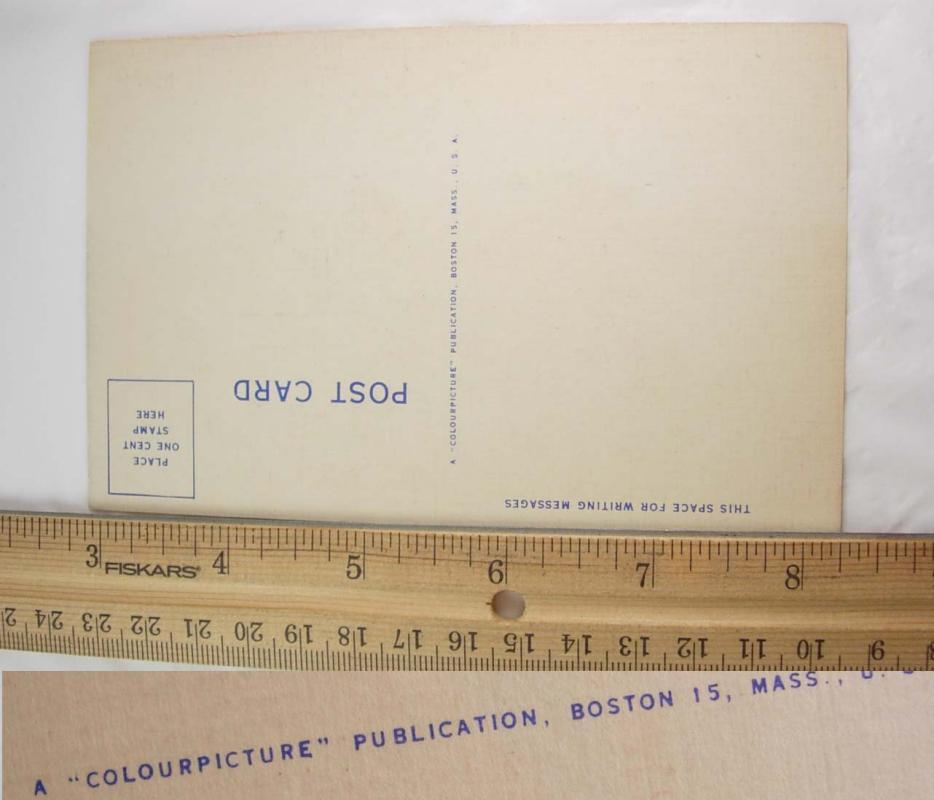 PLACE
ONE CENT
STAMP
HERE
POST CARD
A "COLOURPICTURE" PUBLICATION, BOSTON 15, MASS., U. S. A.
THIS SPACE FOR WRITING MESSAGES
3 FISKARS 4 5 6 7 8
24 23 22 21 20 19 18 17 16 15 14 13 12 11 10 9
A "COLOURPICTURE" PUBLICATION, BOSTON 15, MASS., U.